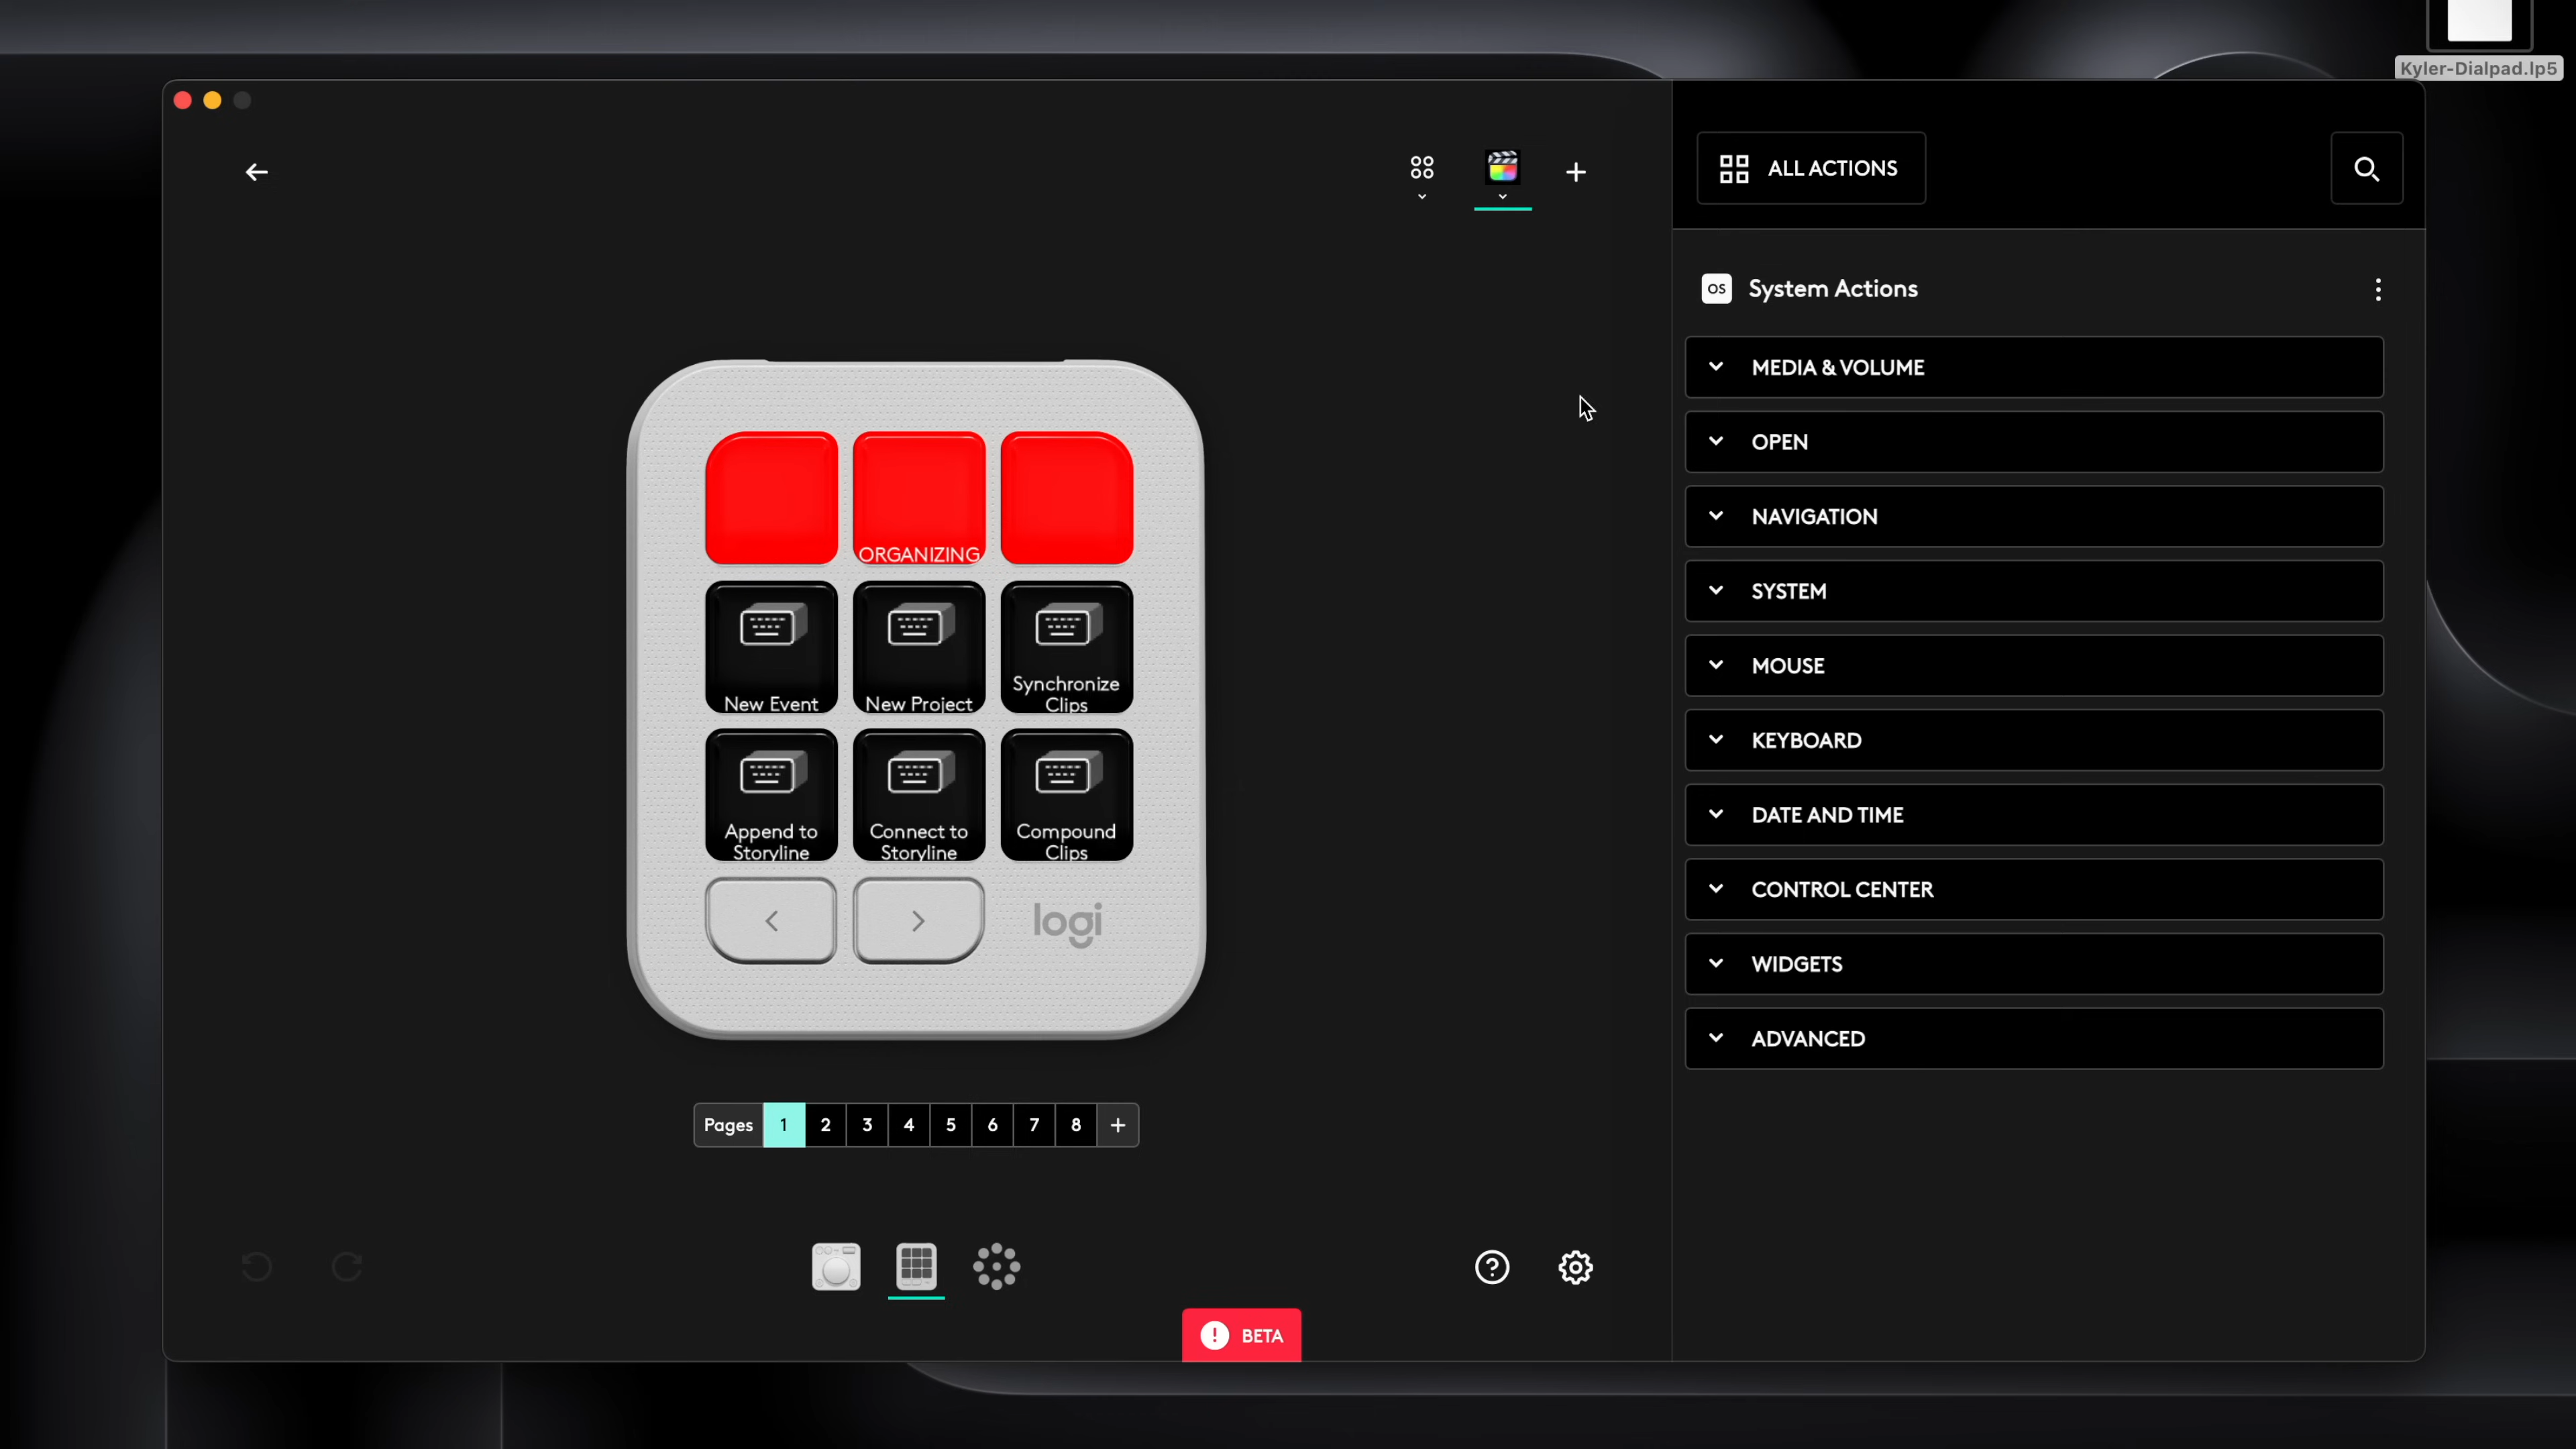 Kyler-Dialpad.lp5
ALL ACTIONS
OS System Actions
MEDIA & VOLUME
OPEN
NAVIGATION
SYSTEM
MOUSE
KEYBOARD
DATE AND TIME
CONTROL CENTER
WIDGETS
ADVANCED
ORGANIZING
New Event
New Project
Synchronize
Clips
Append to
Storyline
Connect to
Storyline
Compound
Clips
logi
Pages 1 2 3 4 5 6 7 8 +
BETA